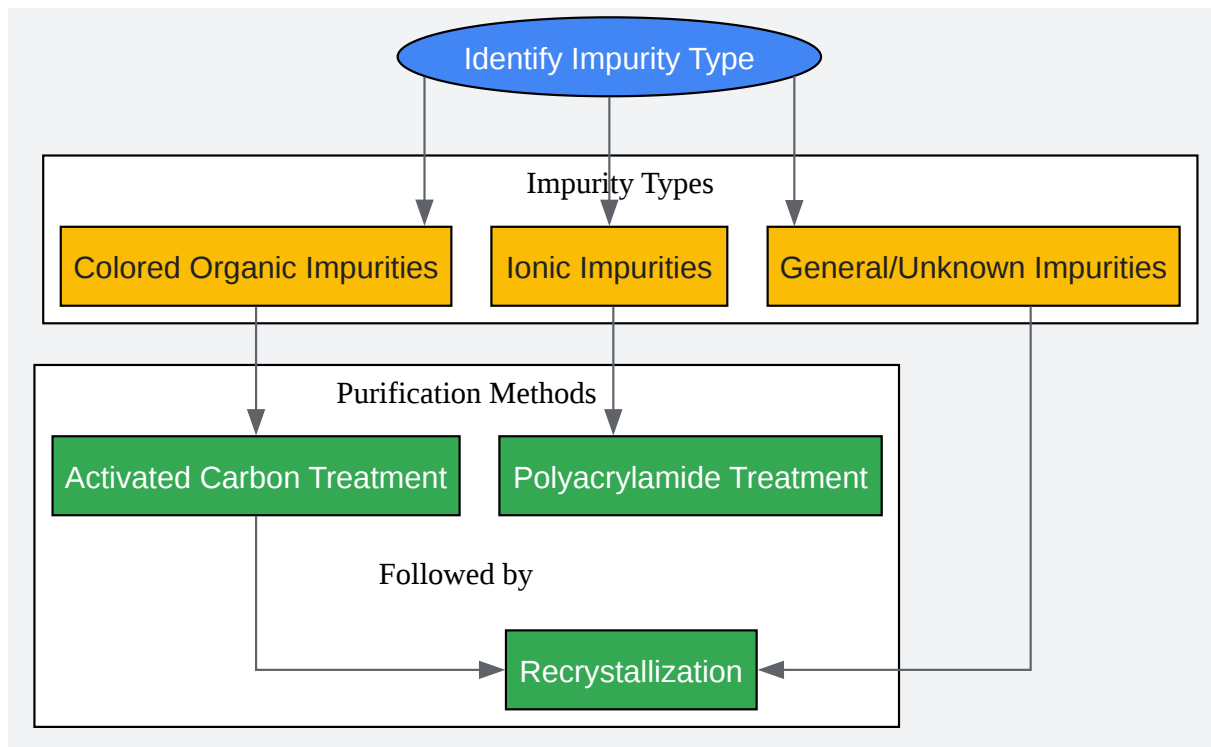 Identify Impurity Type
Impurity Types
Colored Organic Impurities
Ionic Impurities
General/Unknown Impurities
Purification Methods
Activated Carbon Treatment
Polyacrylamide Treatment
Followed by
Recrystallization